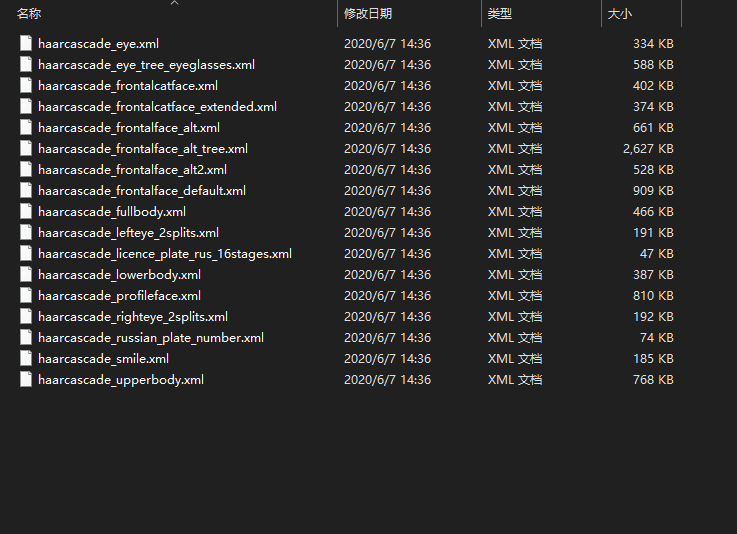 名称 修改日期 类型 大小
haarcascade_eye.xml 2020/6/7 14:36 XML 文档 334 KB
haarcascade_eye_tree_eyeglasses.xml 2020/6/7 14:36 XML 文档 588 KB
haarcascade_frontalcatface.xml 2020/6/7 14:36 XML 文档 402 KB
haarcascade_frontalcatface_extended.xml 2020/6/7 14:36 XML 文档 374 KB
haarcascade_frontalface_alt.xml 2020/6/7 14:36 XML 文档 661 KB
haarcascade_frontalface_alt_tree.xml 2020/6/7 14:36 XML 文档 2,627 KB
haarcascade_frontalface_alt2.xml 2020/6/7 14:36 XML 文档 528 KB
haarcascade_frontalface_default.xml 2020/6/7 14:36 XML 文档 909 KB
haarcascade_fullbody.xml 2020/6/7 14:36 XML 文档 466 KB
haarcascade_lefteye_2splits.xml 2020/6/7 14:36 XML 文档 191 KB
haarcascade_licence_plate_rus_16stages.xml 2020/6/7 14:36 XML 文档 47 KB
haarcascade_lowerbody.xml 2020/6/7 14:36 XML 文档 387 KB
haarcascade_profileface.xml 2020/6/7 14:36 XML 文档 810 KB
haarcascade_righteye_2splits.xml 2020/6/7 14:36 XML 文档 192 KB
haarcascade_russian_plate_number.xml 2020/6/7 14:36 XML 文档 74 KB
haarcascade_smile.xml 2020/6/7 14:36 XML 文档 185 KB
haarcascade_upperbody.xml 2020/6/7 14:36 XML 文档 768 KB